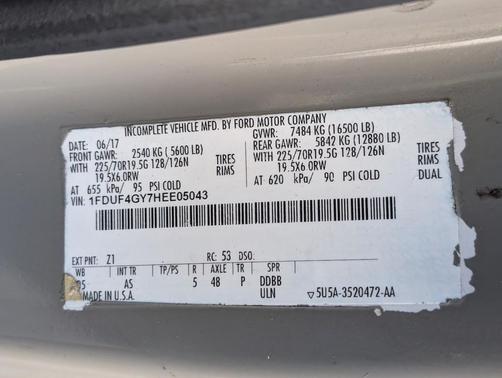 INCOMPLETE VEHICLE MFD. BY FORD MOTOR COMPANY
DATE: 06/17 GVWR: 7484 KG (16500 LB)
FRONT GAWR: 2540 KG (5600 LB) REAR GAWR: 5842 KG (12880 LB)
WITH TIRES WITH TIRES
225/70R19.5G 128/126N 225/70R19.5G 128/126N
19.5X6.0RW RIMS 19.5X6.0RW RIMS
AT 655 kPa/ 95 PSI COLD AT 620 kPa/ 90 PSI COLD DUAL
VIN: 1FDUF4GY7HEE05043
EXT PNT: Z1 RC: 53 DSO:
WB INT TR TP/PS R AXLE TR SPR
AS 5 48 P DDBB
MADE IN U.S.A. ULN ▽5U5A-3520472-AA